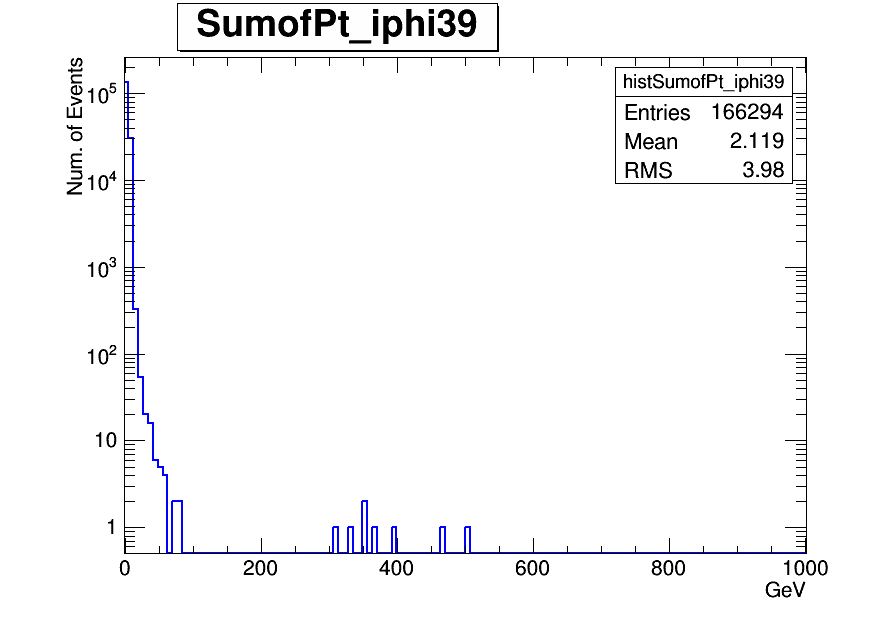 SumofPt_iphi39
histSumofPt_iphi39
Entries 166294
Mean 2.119
RMS 3.98
Num. of Events
10^5
10^4
10^3
10^2
10
1
0 200 400 600 800 1000
GeV